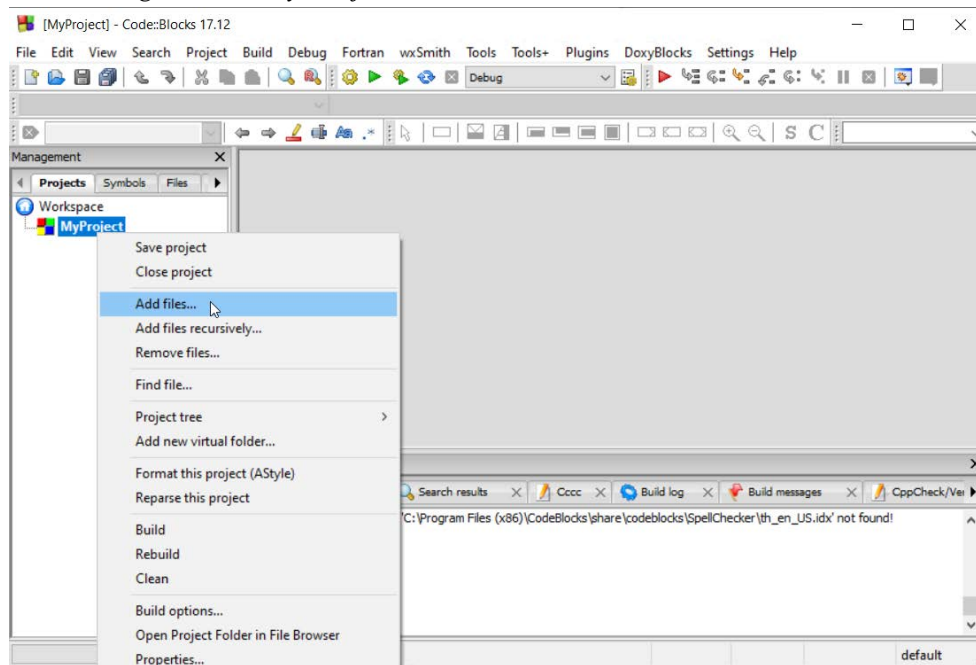 [MyProject] - Code::Blocks 17.12
File Edit View Search Project Build Debug Fortran wxSmith Tools Tools+ Plugins DoxyBlocks Settings Help
Debug
S C
Management
Projects Symbols Files
Workspace
MyProject
Save project
Close project
Add files...
Add files recursively...
Remove files...
Find file...
Project tree
Add new virtual folder...
Format this project (AStyle)
Reparse this project
Build
Rebuild
Clean
Build options...
Open Project Folder in File Browser
Properties...
Search results Cccc Build log Build messages CppCheck/Ver
'C:\Program Files (x86)\CodeBlocks\share\codeblocks\SpellChecker\th_en_US.idx' not found!
default